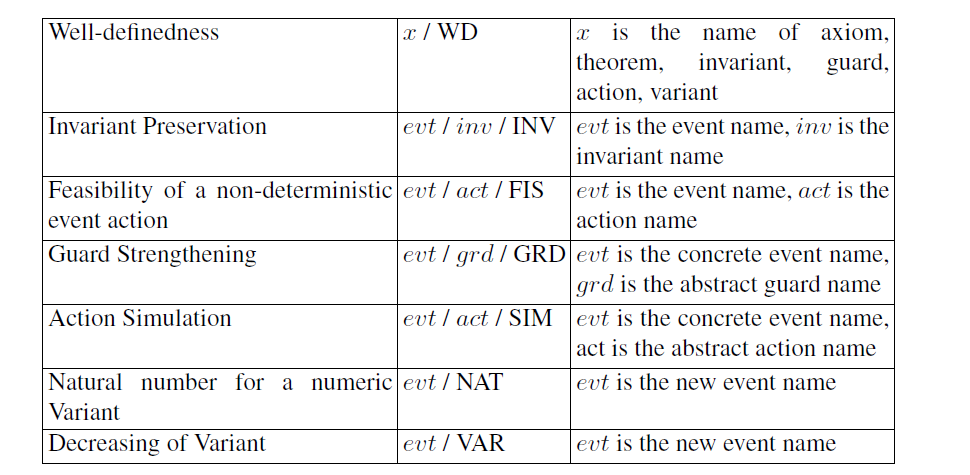 Well-definedness x / WD x is the name of axiom,
theorem, invariant, guard,
action, variant
Invariant Preservation evt / inv / INV evt is the event name, inv is the
invariant name
Feasibility of a non-deterministic evt / act / FIS evt is the event name, act is the
event action action name
Guard Strengthening evt / grd / GRD evt is the concrete event name,
grd is the abstract guard name
Action Simulation evt / act / SIM evt is the concrete event name,
act is the abstract action name
Natural number for a numeric evt / NAT evt is the new event name
Variant
Decreasing of Variant evt / VAR evt is the new event name